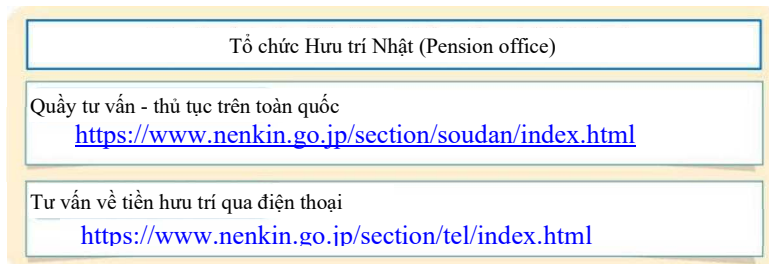 Tổ chức Hưu trí Nhật (Pension office)
Quầy tư vấn - thủ tục trên toàn quốc
https://www.nenkin.go.jp/section/soudan/index.html
Tư vấn về tiền hưu trí qua điện thoại
https://www.nenkin.go.jp/section/tel/index.html